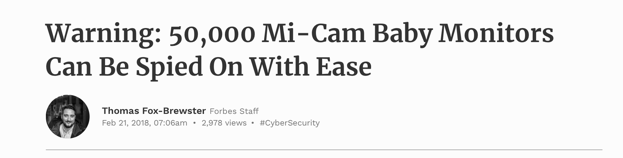 Warning: 50,000 Mi-Cam Baby Monitors
Can Be Spied On With Ease
Thomas Fox-Brewster Forbes Staff
Feb 21, 2018, 07:06am • 2,978 views • #CyberSecurity